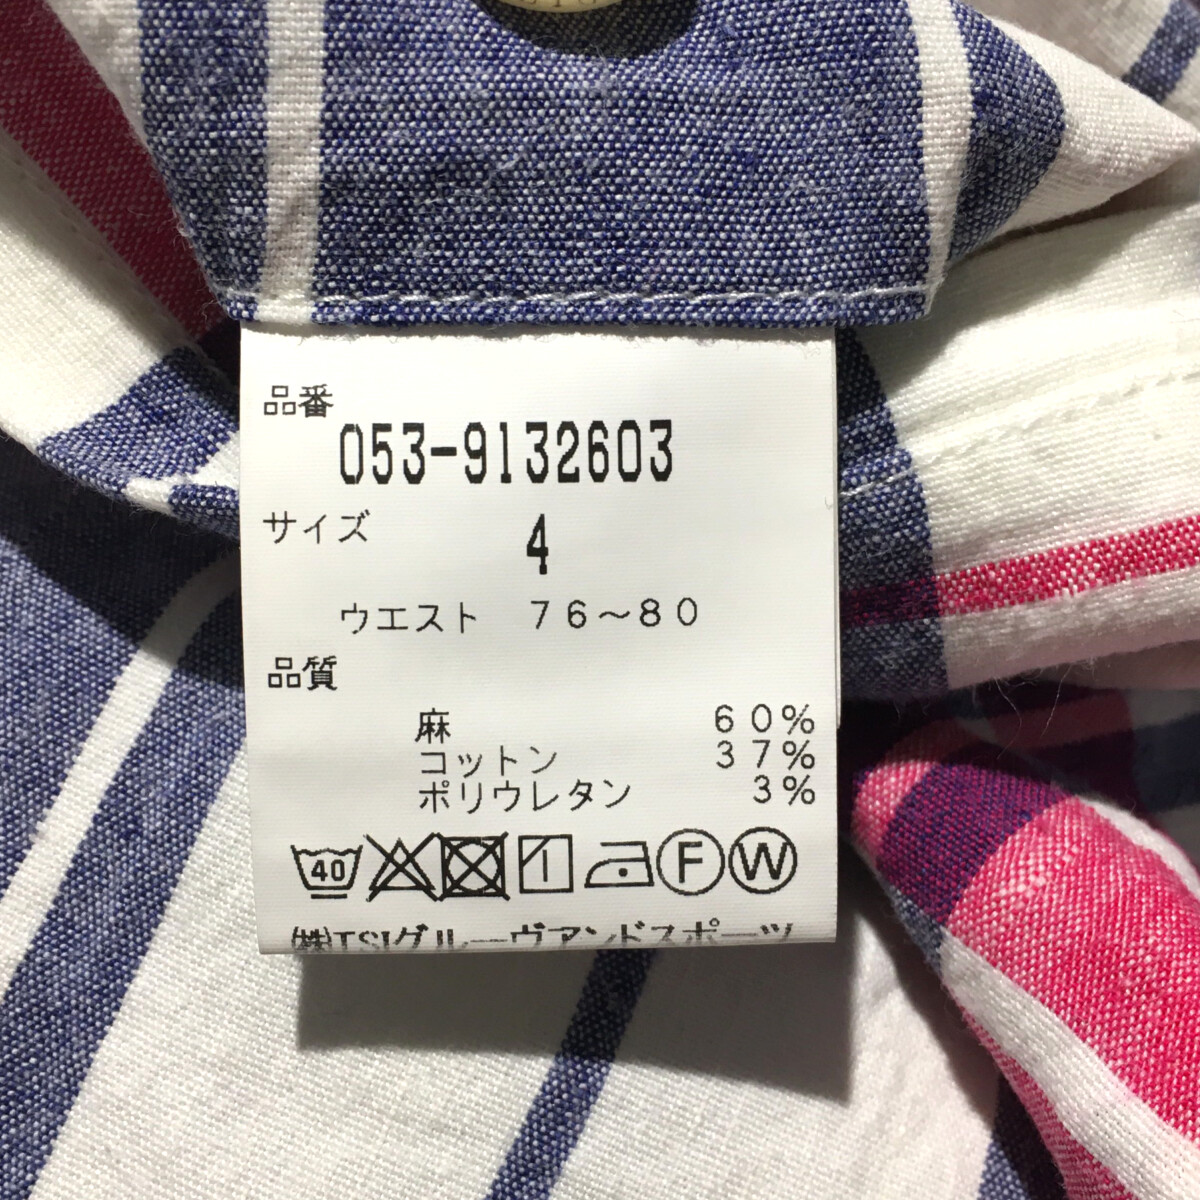 品番
053-9132603
サイズ 4
ウエスト 76～80
品質
麻 60%
コットン 37%
ポリウレタン 3%
40 F W
㈱TSIグルーヴアンドスポーツ